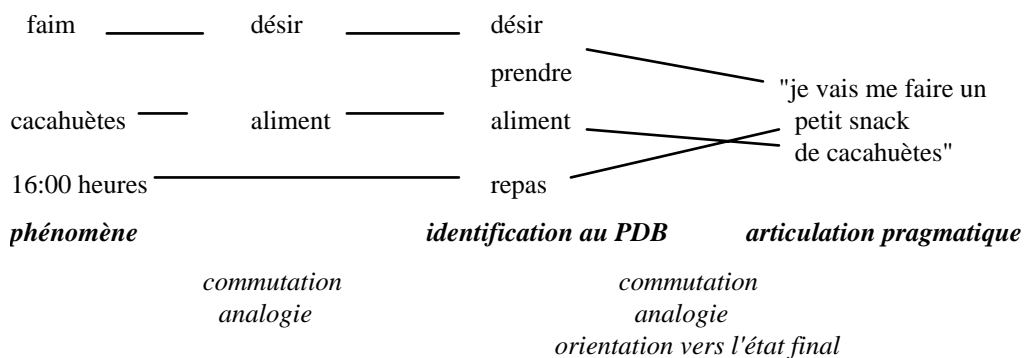 faim désir désir
prendre
"je vais me faire un
cacahuètes aliment aliment petit snack
de cacahuètes"
16:00 heures repas
phénomène identification au PDB articulation pragmatique
commutation commutation
analogie analogie
orientation vers l'état final